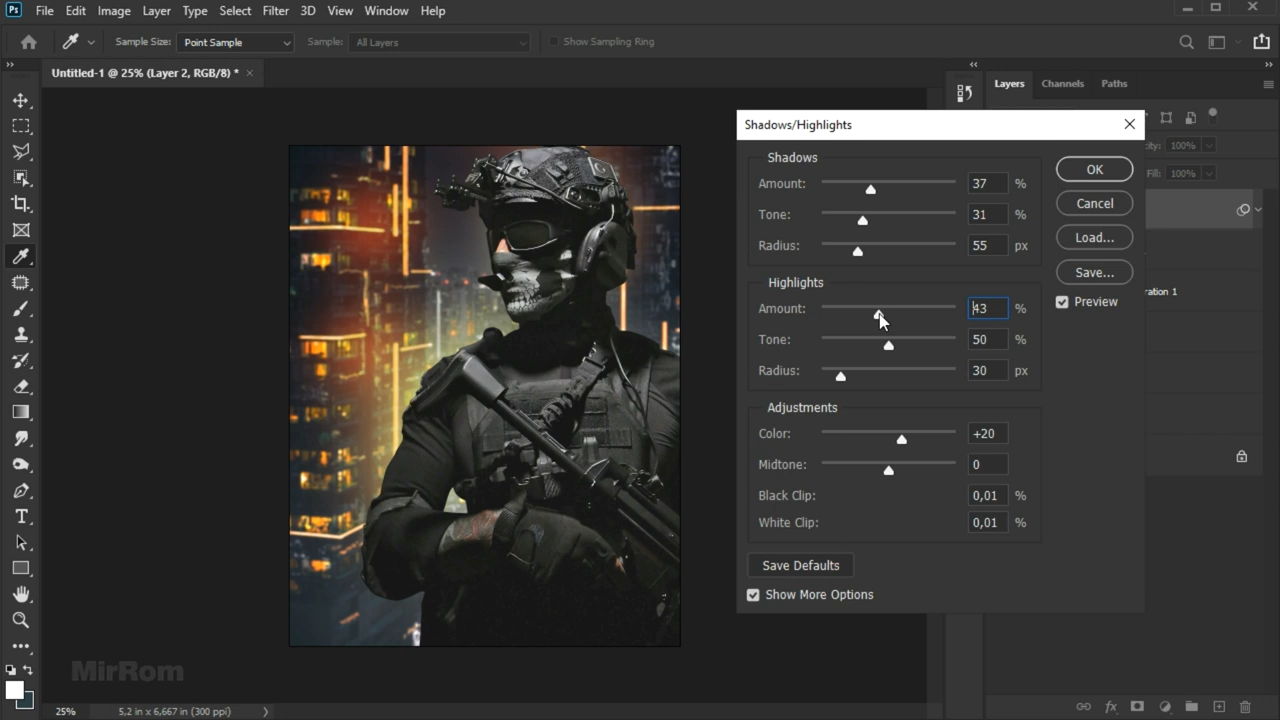 Ps File Edit Image Layer Type Select Filter 3D View Window Help
Sample Size: Point Sample Sample: All Layers Show Sampling Ring
Untitled-1 @ 25% (Layer 2, RGB/8) * ×
Layers Channels Paths
Shadows/Highlights
Shadows
Amount: 37 %
Tone: 31 %
Radius: 55 px
Highlights
Amount: 43 %
Tone: 50 %
Radius: 30 px
Adjustments
Color: +20
Midtone: 0
Black Clip: 0,01 %
White Clip: 0,01 %
Save Defaults
Show More Options
OK
Cancel
Load...
Save...
Preview
city: 100%
Fill: 100%
ration 1
MirRom
25% 5,2 in x 6,667 in (300 ppi)